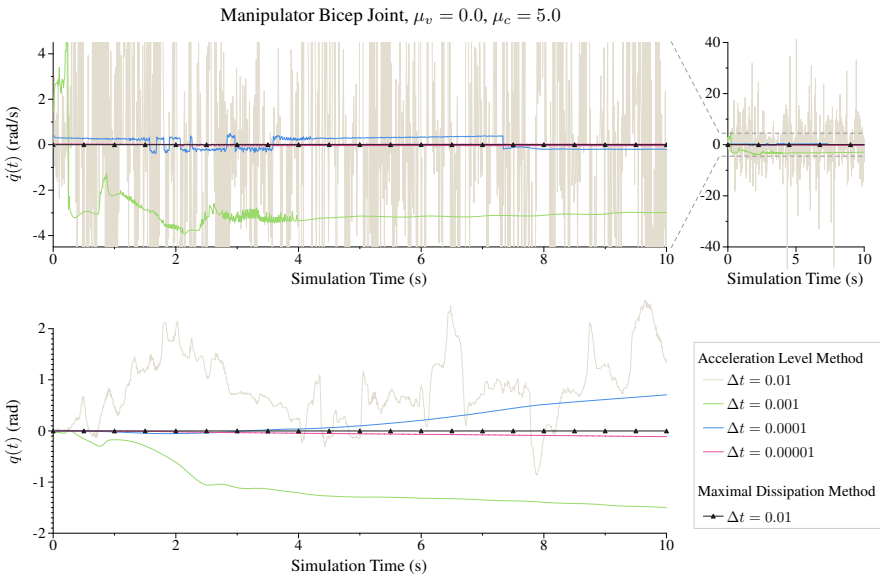 Manipulator Bicep Joint, μ_v = 0.0, μ_c = 5.0
q̇(t) (rad/s)
4
2
0
-2
-4
0
2
4
6
8
10
Simulation Time (s)
40
20
0
-20
-40
0
5
10
Simulation Time (s)
q(t) (rad)
2
1
0
-1
-2
0
2
4
6
8
10
Simulation Time (s)
Acceleration Level Method
Δt = 0.01
Δt = 0.001
Δt = 0.0001
Δt = 0.00001
Maximal Dissipation Method
Δt = 0.01